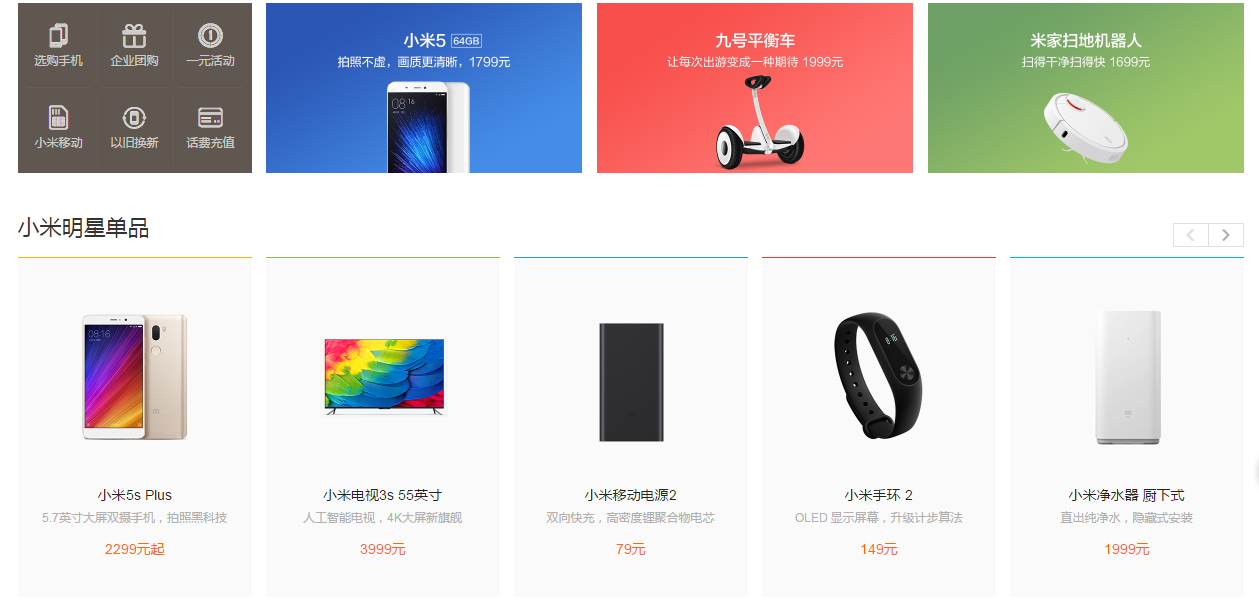 选购手机
企业团购
一元活动
小米移动
以旧换新
话费充值
小米5 64GB
拍照不虚，画质更清晰，1799元
08:16
九号平衡车
让每次出游变成一种期待 1999元
米家扫地机器人
扫得干净扫得快 1699元
小米明星单品
08:16
小米5s Plus
5.7英寸大屏双摄手机，拍照黑科技
2299元起
小米电视3s 55英寸
人工智能电视，4K大屏新旗舰
3999元
小米移动电源2
双向快充，高密度锂聚合物电芯
79元
8:16
小米手环 2
OLED 显示屏幕，升级计步算法
149元
小米净水器 厨下式
直出纯净水，隐藏式安装
1999元